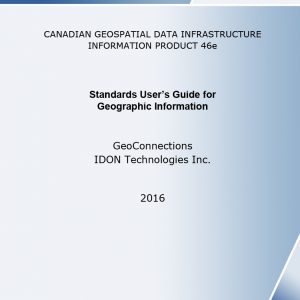 CANADIAN GEOSPATIAL DATA INFRASTRUCTURE
INFORMATION PRODUCT 46e
Standards User's Guide for
Geographic Information
GeoConnections
IDON Technologies Inc.
2016